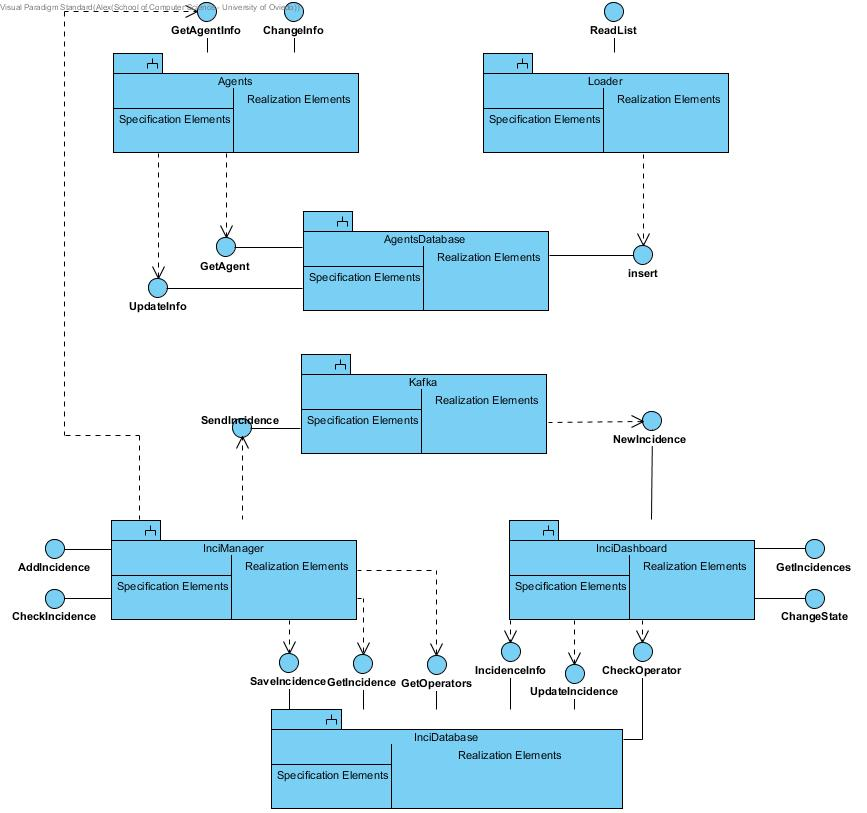 Visual Paradigm Standard(Alex(School of Computer Science - University of Oviedo))
GetAgentInfo
ChangeInfo
ReadList
Agents
Realization Elements
Specification Elements
Loader
Realization Elements
Specification Elements
AgentsDatabase
Realization Elements
Specification Elements
GetAgent
insert
UpdateInfo
Kafka
Realization Elements
Specification Elements
SendIncidence
NewIncidence
InciManager
Realization Elements
Specification Elements
AddIncidence
CheckIncidence
InciDashboard
Realization Elements
Specification Elements
GetIncidences
ChangeState
SaveIncidence
GetIncidence
GetOperators
IncidenceInfo
UpdateIncidence
CheckOperator
InciDatabase
Realization Elements
Specification Elements